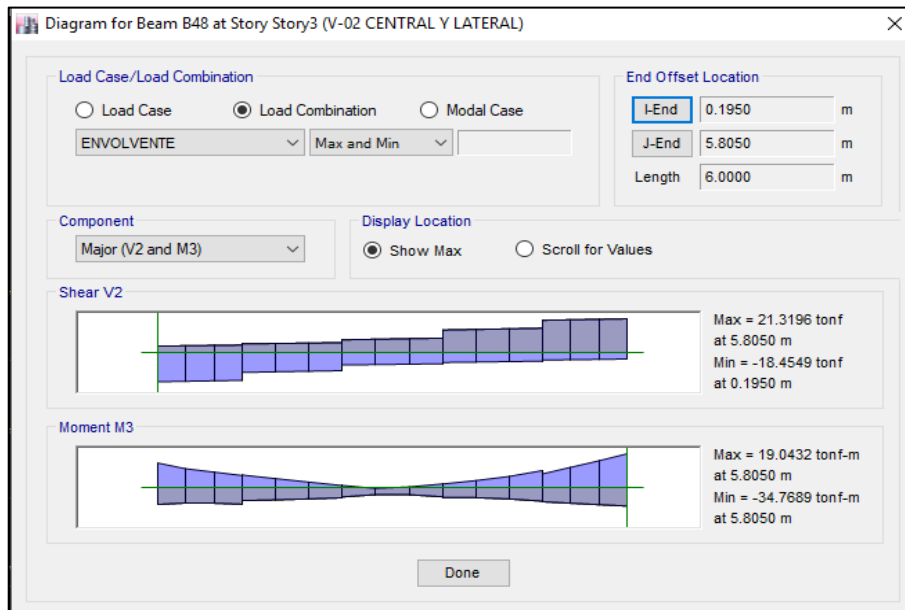 Diagram for Beam B48 at Story Story3 (V-02 CENTRAL Y LATERAL)
Load Case/Load Combination
Load Case
Load Combination
Modal Case
ENVOLVENTE
Max and Min
End Offset Location
I-End
0.1950
m
J-End
5.8050
m
Length
6.0000
m
Component
Major (V2 and M3)
Display Location
Show Max
Scroll for Values
Shear V2
Max = 21.3196 tonf
at 5.8050 m
Min = -18.4549 tonf
at 0.1950 m
Moment M3
Max = 19.0432 tonf-m
at 5.8050 m
Min = -34.7689 tonf-m
at 5.8050 m
Done